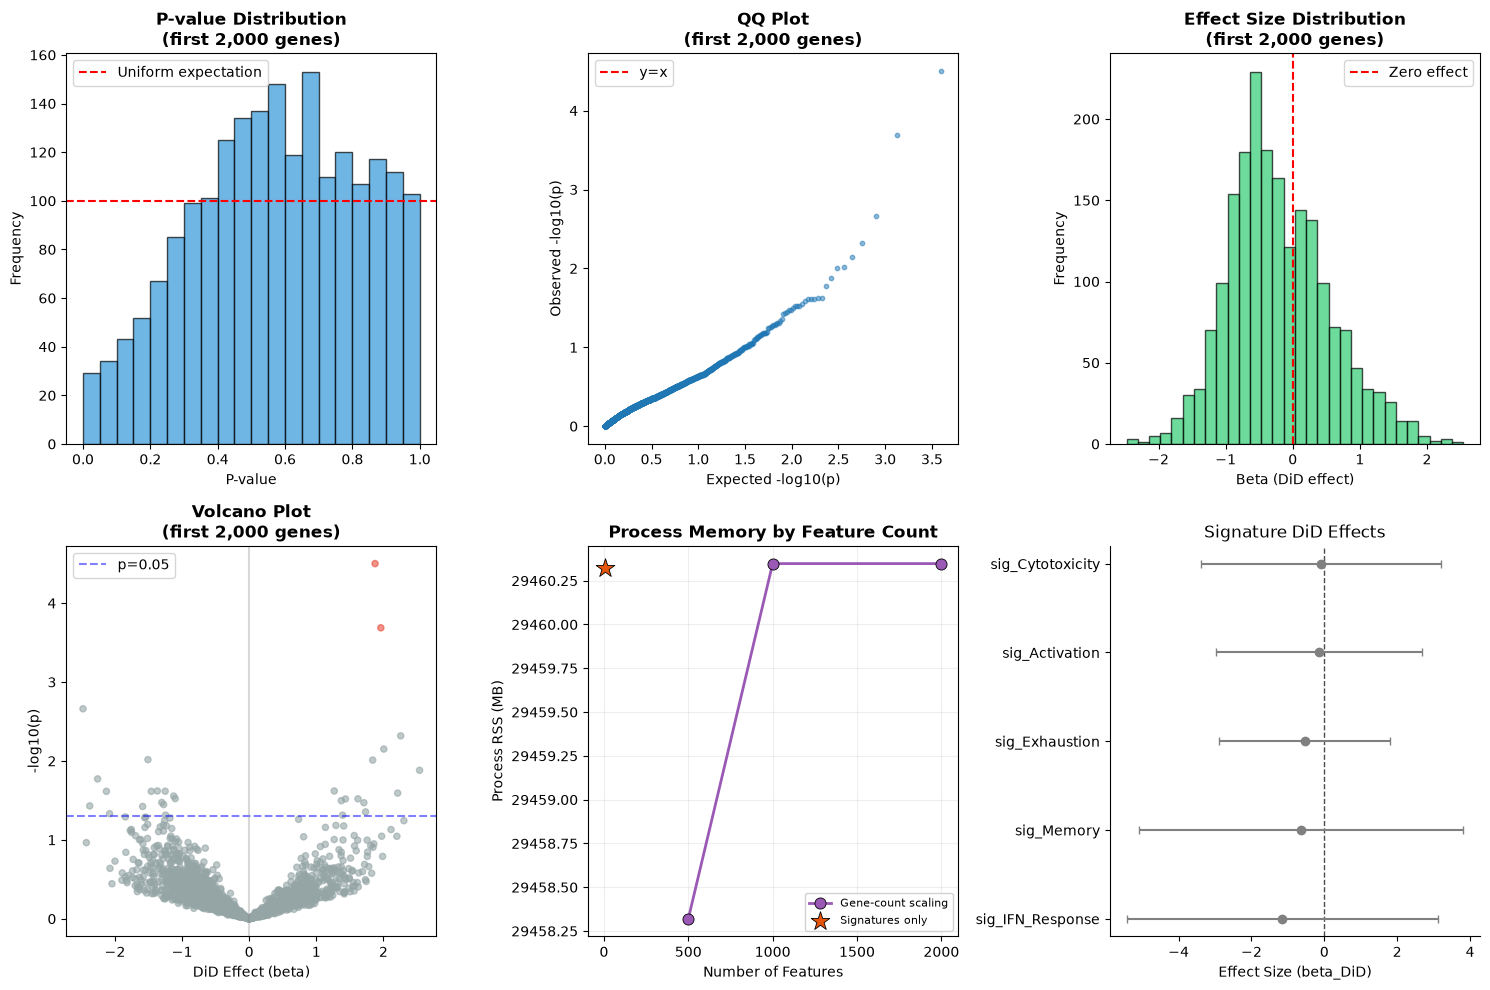 P-value Distribution
(first 2,000 genes)
Uniform expectation
160
140
120
100
80
60
40
20
0
Frequency
0.0 0.2 0.4 0.6 0.8 1.0
P-value
QQ Plot
(first 2,000 genes)
y=x
4
3
2
1
0
Observed -log10(p)
0.0 0.5 1.0 1.5 2.0 2.5 3.0 3.5
Expected -log10(p)
Effect Size Distribution
(first 2,000 genes)
Zero effect
200
150
100
50
0
Frequency
−2 −1 0 1 2
Beta (DiD effect)
Volcano Plot
(first 2,000 genes)
p=0.05
4
3
2
1
0
-log10(p)
−2 −1 0 1 2
DiD Effect (beta)
Process Memory by Feature Count
29460.25
29460.00
29459.75
29459.50
29459.25
29459.00
29458.75
29458.50
29458.25
Process RSS (MB)
Gene-count scaling
Signatures only
0 500 1000 1500 2000
Number of Features
Signature DiD Effects
sig_Cytotoxicity
sig_Activation
sig_Exhaustion
sig_Memory
sig_IFN_Response
−4 −2 0 2 4
Effect Size (beta_DiD)